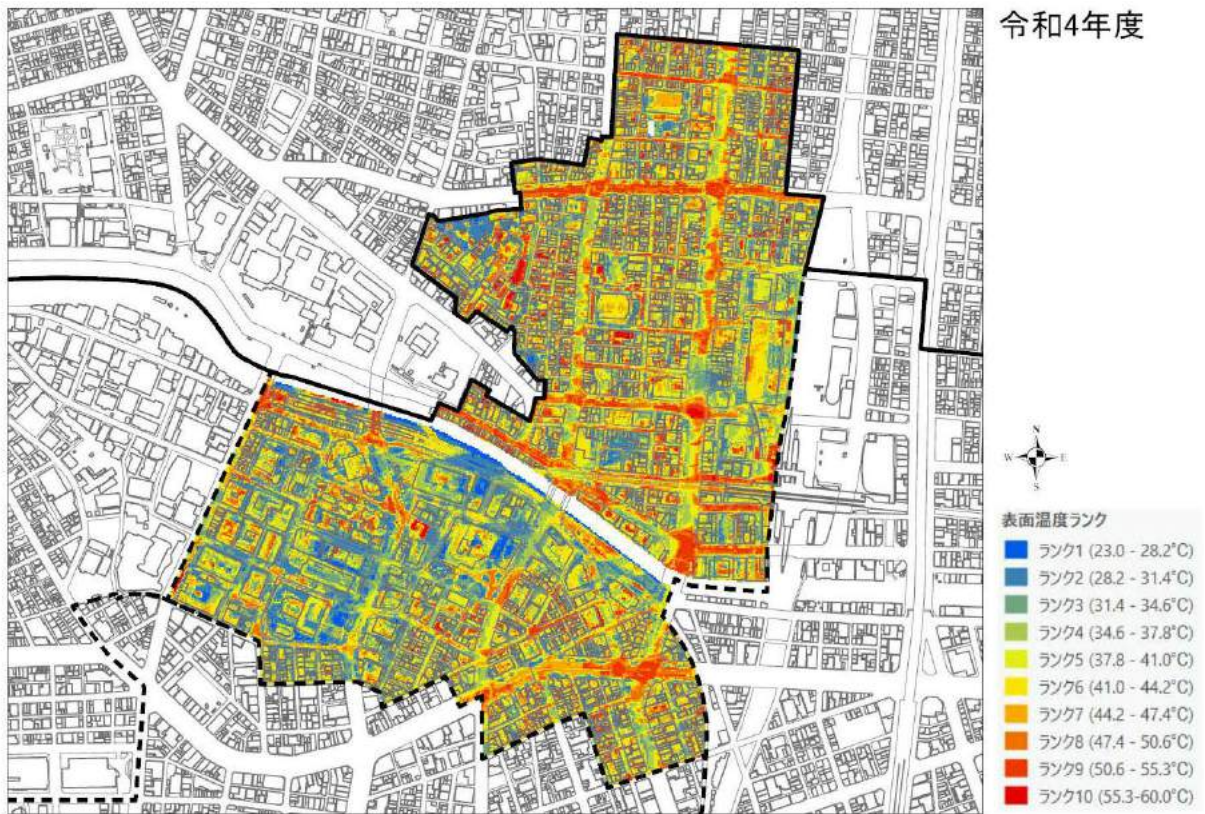 令和4年度
N
W E
S
表面温度ランク
ランク1 (23.0 - 28.2°C)
ランク2 (28.2 - 31.4°C)
ランク3 (31.4 - 34.6°C)
ランク4 (34.6 - 37.8°C)
ランク5 (37.8 - 41.0°C)
ランク6 (41.0 - 44.2°C)
ランク7 (44.2 - 47.4°C)
ランク8 (47.4 - 50.6°C)
ランク9 (50.6 - 55.3°C)
ランク10 (55.3-60.0°C)